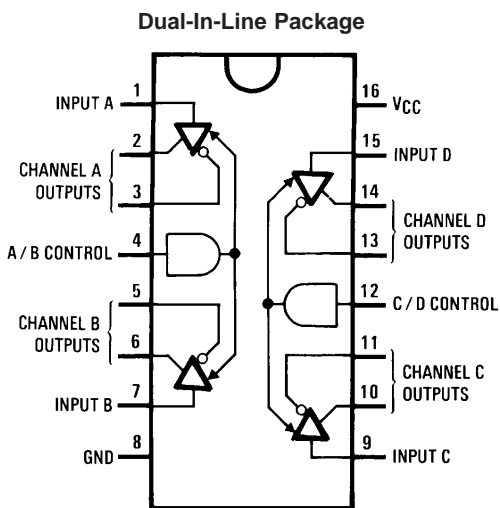 Dual-In-Line Package
INPUT A 1
2
CHANNEL A
OUTPUTS
3
A / B CONTROL 4
5
CHANNEL B
OUTPUTS
6
INPUT B 7
GND 8
16 VCC
15 INPUT D
14
CHANNEL D
OUTPUTS
13
12 C / D CONTROL
11
CHANNEL C
OUTPUTS
10
9 INPUT C